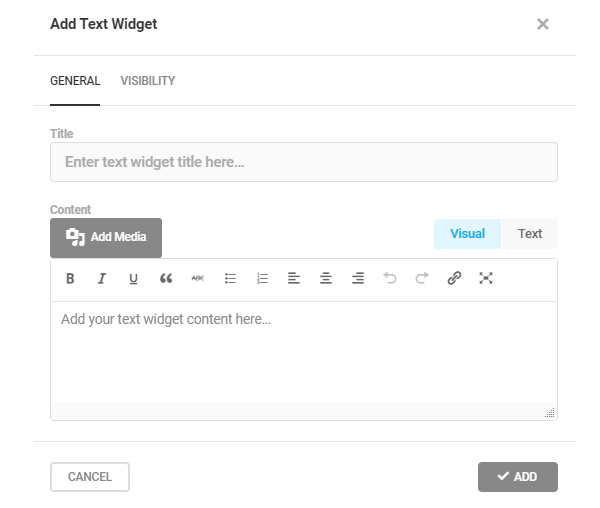 Add Text Widget
GENERAL VISIBILITY
Title
Enter text widget title here...
Content
Add Media
Visual Text
B I U ABC
Add your text widget content here...
CANCEL ADD